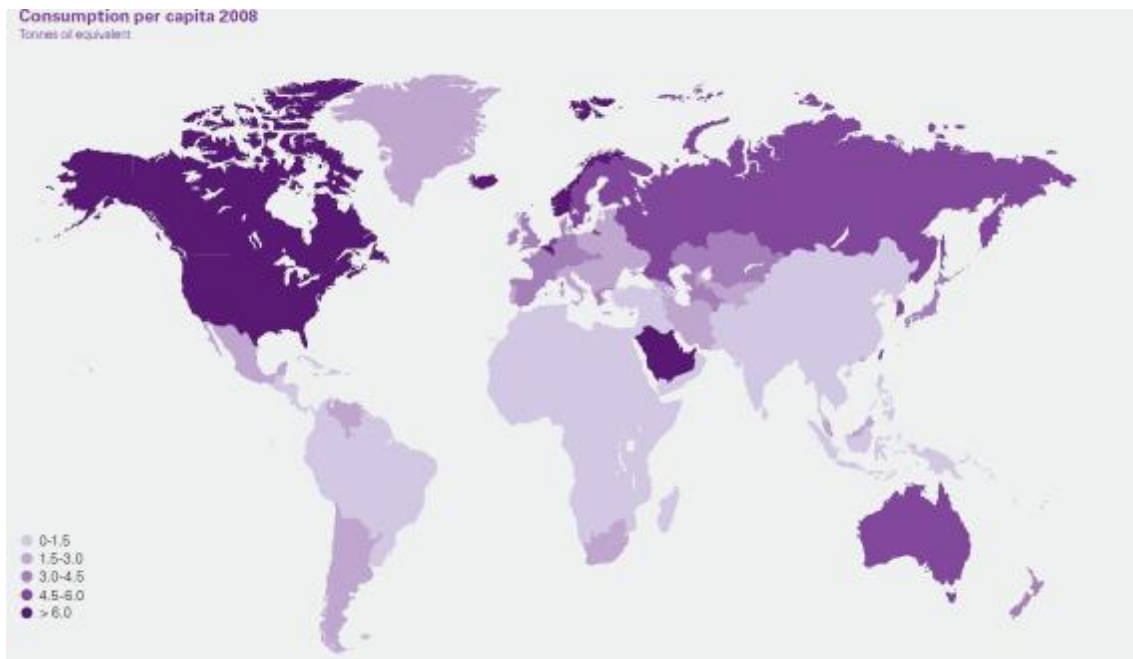 Consumption per capita 2008
Tonnes oil equivalent
0-1.5
1.5-3.0
3.0-4.5
4.5-6.0
> 6.0